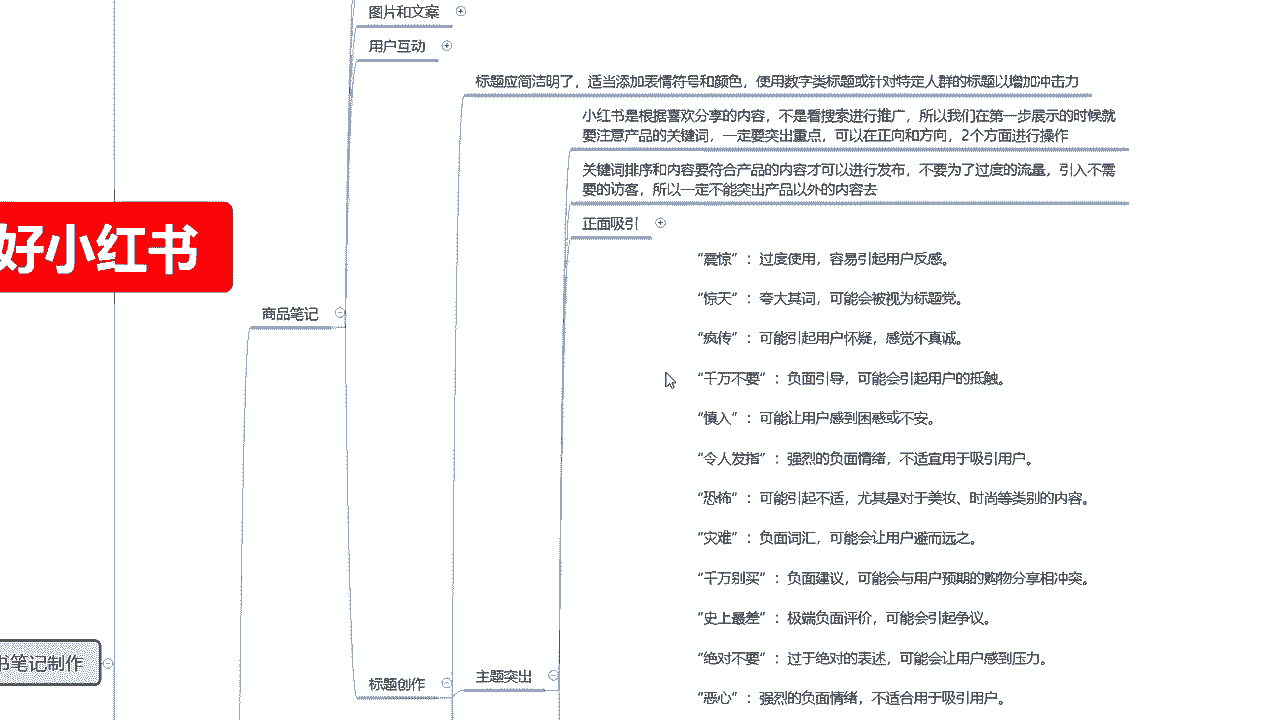 图片和文案
用户互动
标题应简洁明了，适当添加表情符号和颜色，使用数字类标题或针对特定人群的标题以增加冲击力
小红书是根据喜欢分享的内容，不是看搜索进行推广，所以我们在第一步展示的时候就
要注意产品的关键词，一定要突出重点，可以在正向和方向，2个方面进行操作
关键词排序和内容要符合产品的内容才可以进行发布，不要为了过度的流量，引入不需
要的访客，所以一定不能突出产品以外的内容去
正面吸引
好小红书
“震惊”：过度使用，容易引起用户反感。
“惊天”：夸大其词，可能会被视为标题党。
商品笔记
“疯传”：可能引起用户怀疑，感觉不真诚。
“千万不要”：负面引导，可能会引起用户的抵触。
“慎入”：可能让用户感到困惑或不安。
“令人发指”：强烈的负面情绪，不适宜用于吸引用户。
“恐怖”：可能引起不适，尤其是对于美妆、时尚等类别的内容。
“灾难”：负面词汇，可能会让用户避而远之。
“千万别买”：负面建议，可能会与用户预期的购物分享相冲突。
“史上最差”：极端负面评价，可能会引起争议。
“绝对不要”：过于绝对的表述，可能会让用户感到压力。
书笔记制作
标题创作
主题突出
“恶心”：强烈的负面情绪，不适合用于吸引用户。